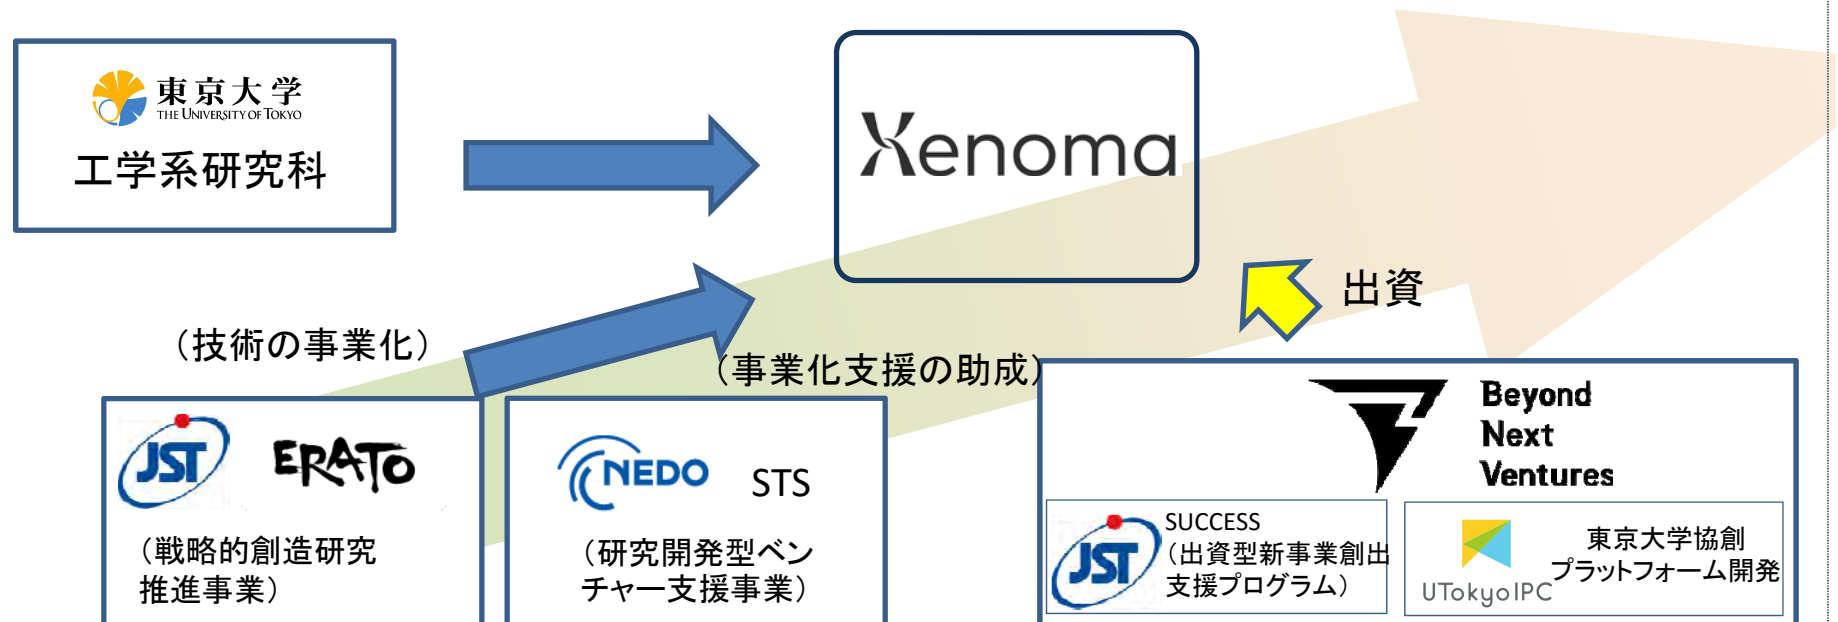 東京大学
THE UNIVERSITY OF TOKYO
工学系研究科
Xenoma
出資
（技術の事業化）
（事業化支援の助成）
JST ERATO
（戦略的創造研究
推進事業）
NEDO STS
（研究開発型ベン
チャー支援事業）
Beyond
Next
Ventures
JST
SUCCESS
（出資型新事業創出
支援プログラム）
UTokyoIPC
東京大学協創
プラットフォーム開発